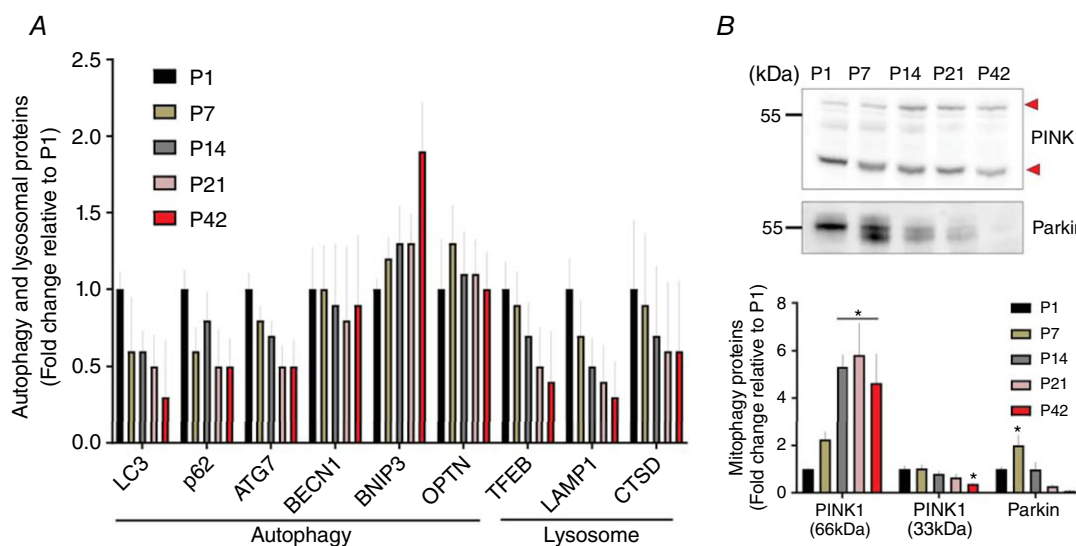 A
Autophagy and lysosomal proteins
(Fold change relative to P1)
2.5
2.0
1.5
1.0
0.5
0.0
P1
P7
P14
P21
P42
LC3
p62
ATG7
BECN1
BNIP3
OPTN
TFEB
LAMP1
CTSD
Autophagy
Lysosome
B
(kDa) P1 P7 P14 P21 P42
55
PINK
55
Parkin
Mitophagy proteins
(Fold change relative to P1)
8
6
4
2
0
*
*
*
P1
P7
P14
P21
P42
PINK1
(66kDa)
PINK1
(33kDa)
Parkin